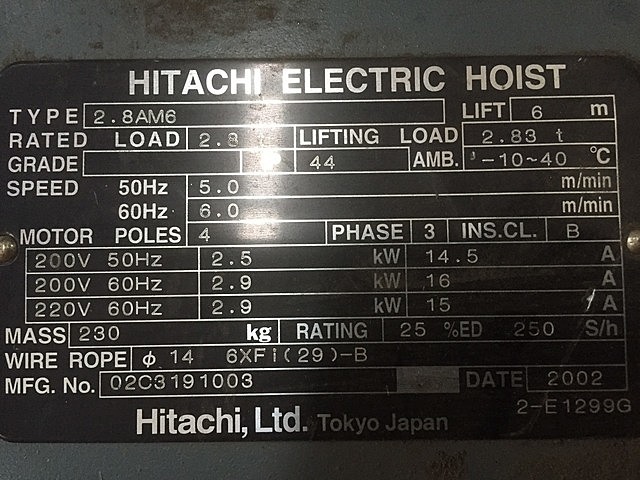 HITACHI ELECTRIC HOIST
TYPE 2.8AM6 LIFT 6 m
RATED LOAD 2.8 LIFTING LOAD 2.83 t
GRADE 44 AMB. -10~40 °C
SPEED 50Hz 5.0 m/min
60Hz 6.0 m/min
MOTOR POLES 4 PHASE 3 INS.CL. B
200V 50Hz 2.5 kW 14.5 A
200V 60Hz 2.9 kW 16 A
220V 60Hz 2.9 kW 15 A
MASS 230 kg RATING 25 %ED 250 S/h
WIRE ROPE φ 14 6XFi(29)-B
MFG. No. 02C3191003 DATE 2002
2-E1299G
Hitachi, Ltd. Tokyo Japan